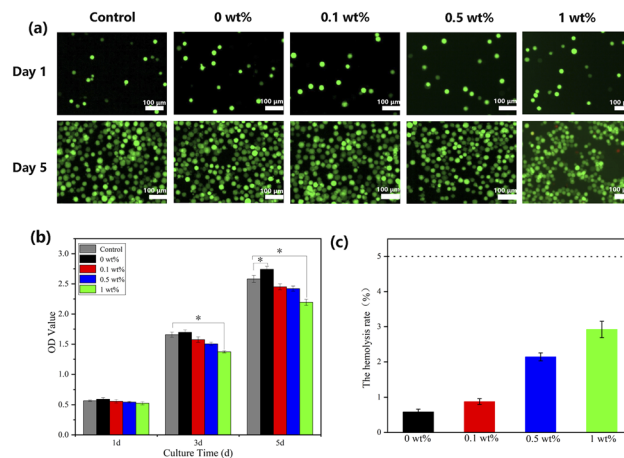 Control 0 wt% 0.1 wt% 0.5 wt% 1 wt%
(a)
Day 1
100 μm 100 μm 100 μm 100 μm 100 μm
Day 5
100 μm 100 μm 100 μm 100 μm 100 μm
(b)
Control
0 wt%
0.1 wt%
0.5 wt%
1 wt%
* * *
OD Value
2.5
2.0
1.5
1.0
0.5
0.0
1d 3d 5d
Culture Time (d)
(c)
The hemolysis rate (%)
5
4
3
2
1
0
0 wt% 0.1 wt% 0.5 wt% 1 wt%